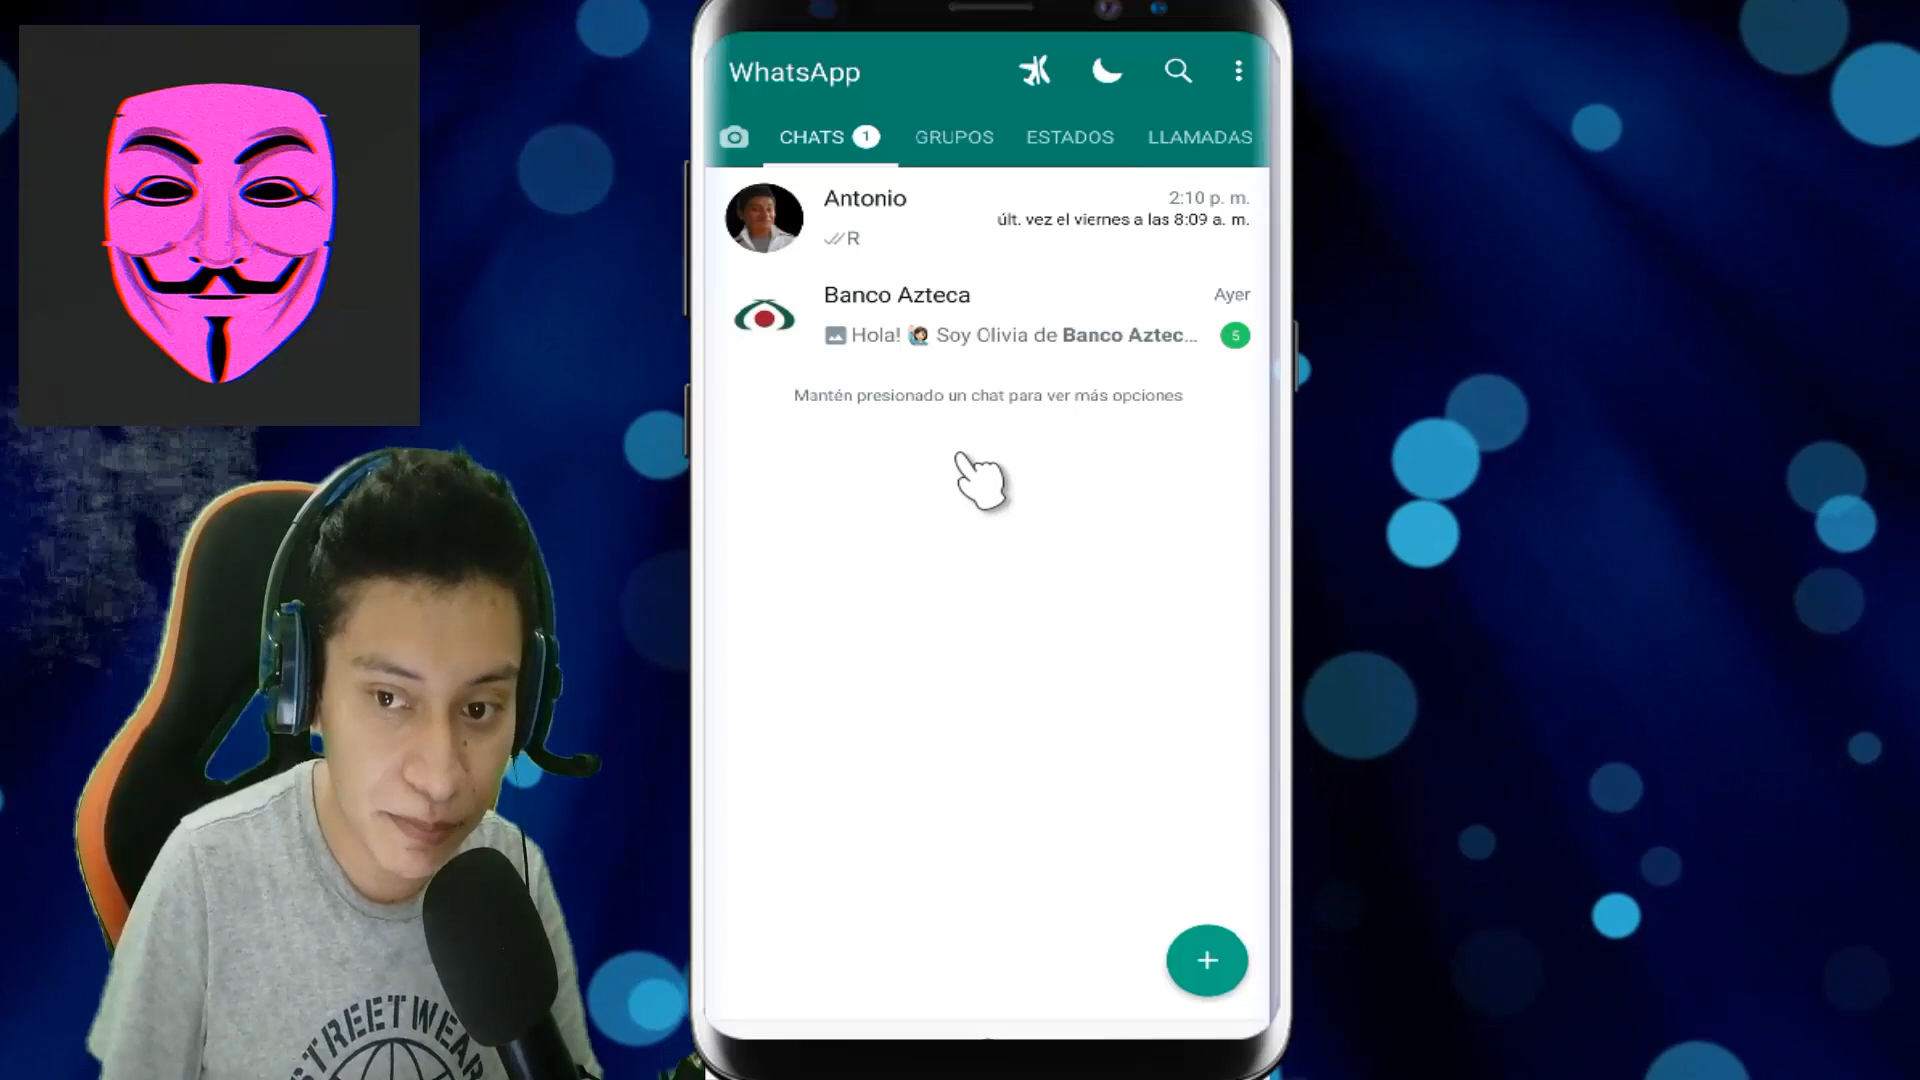 WhatsApp
CHATS 1
GRUPOS
ESTADOS
LLAMADAS
Antonio
2:10 p. m.
últ. vez el viernes a las 8:09 a. m.
R
Banco Azteca
Ayer
Hola! 🙋🏻‍♀️ Soy Olivia de Banco Aztec...
5
Mantén presionado un chat para ver más opciones
STREETWEAR